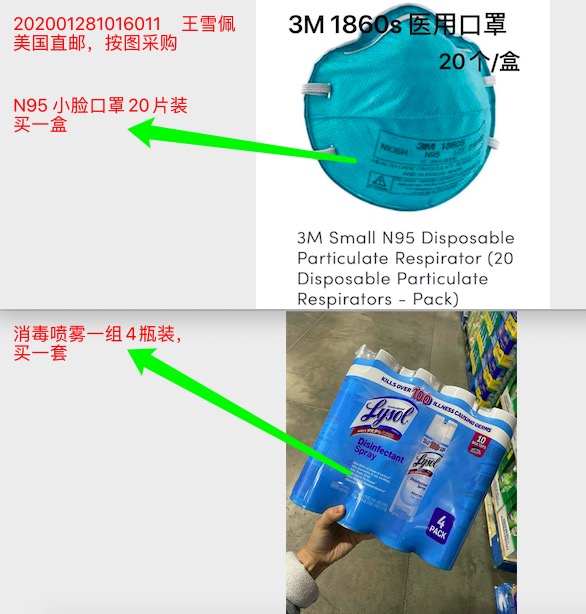 202001281016011 王雪佩
美国直邮，按图采购
N95 小脸口罩 20 片装
买一盒
3M 1860s 医用口罩
20 个/盒
3M 1860S
NIOSH N95
3M Small N95 Disposable
Particulate Respirator (20
Disposable Particulate
Respirators - Pack)
消毒喷雾一组 4 瓶装，
买一套
KILLS OVER 100 ILLNESS CAUSING GERMS
Lysol
Disinfectant
Spray
Lysol
10
4
PACK